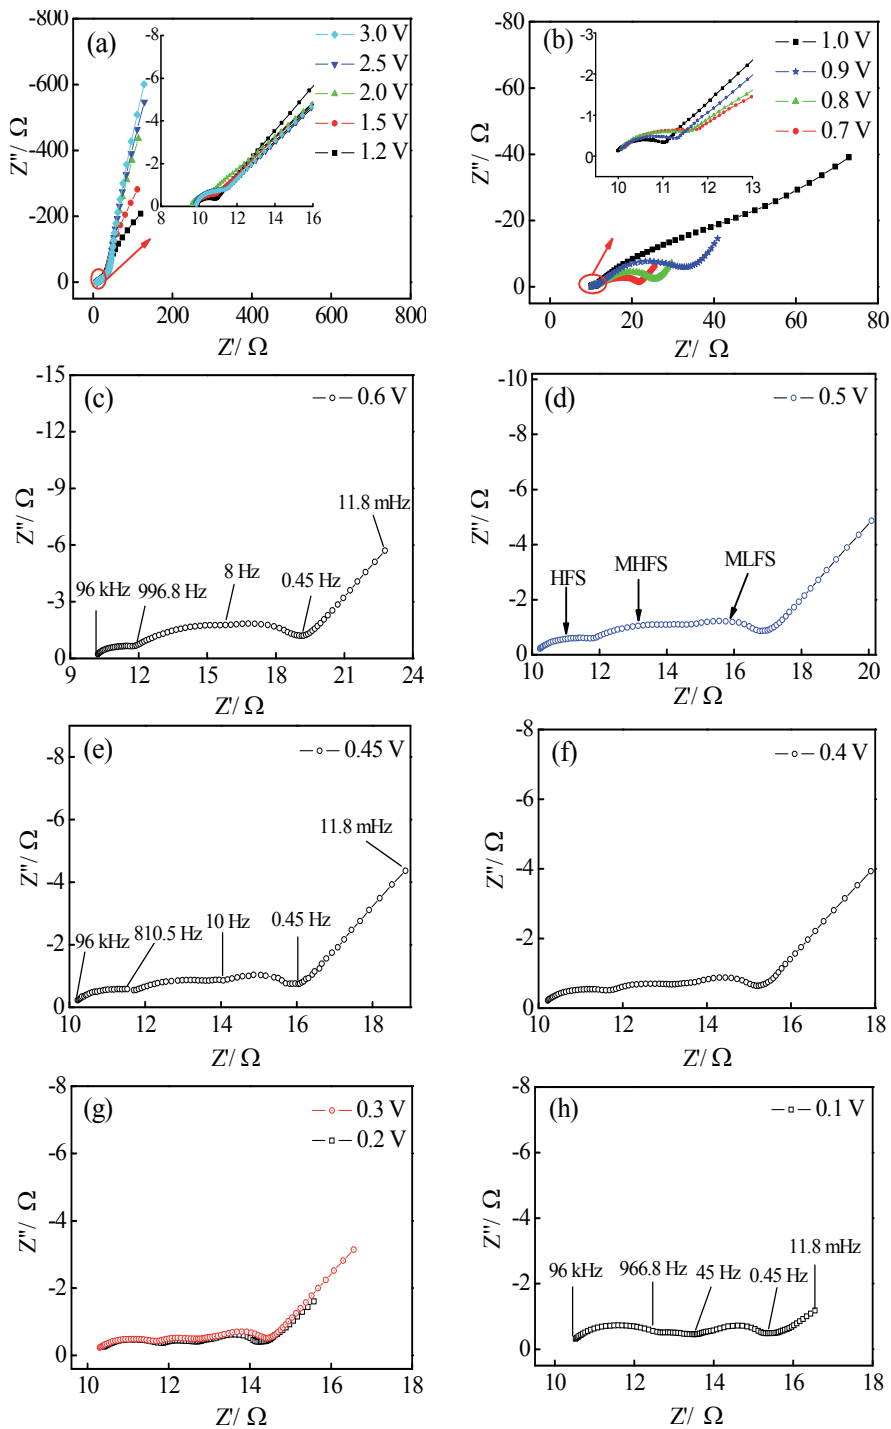 (a)
3.0 V
2.5 V
2.0 V
1.5 V
1.2 V
-800
-600
-400
-200
0
0 200 400 600 800
Z''/ Ω
Z'/ Ω
-8
-6
-4
-2
0
8 10 12 14 16
(b)
1.0 V
0.9 V
0.8 V
0.7 V
-80
-60
-40
-20
0
0 20 40 60 80
Z''/ Ω
Z'/ Ω
-3
-2
-1
0
10 11 12 13
(c)
0.6 V
-15
-12
-9
-6
-3
0
9 12 15 18 21 24
Z''/ Ω
Z'/ Ω
96 kHz
996.8 Hz
8 Hz
0.45 Hz
11.8 mHz
(d)
0.5 V
-10
-8
-6
-4
-2
0
12 14 16 18 20
Z''/ Ω
Z'/ Ω
HFS
MHFS
MLFS
(e)
0.45 V
-8
-6
-4
-2
0
10 12 14 16 18
Z''/ Ω
Z'/ Ω
96 kHz
810.5 Hz
10 Hz
0.45 Hz
11.8 mHz
(f)
0.4 V
-8
-6
-4
-2
0
10 12 14 16 18
Z''/ Ω
Z'/ Ω
(g)
0.3 V
0.2 V
-8
-6
-4
-2
0
10 12 14 16 18
Z''/ Ω
Z'/ Ω
(h)
0.1 V
-8
-6
-4
-2
0
10 12 14 16 18
Z''/ Ω
Z'/ Ω
96 kHz
966.8 Hz
45 Hz
0.45 Hz
11.8 mHz